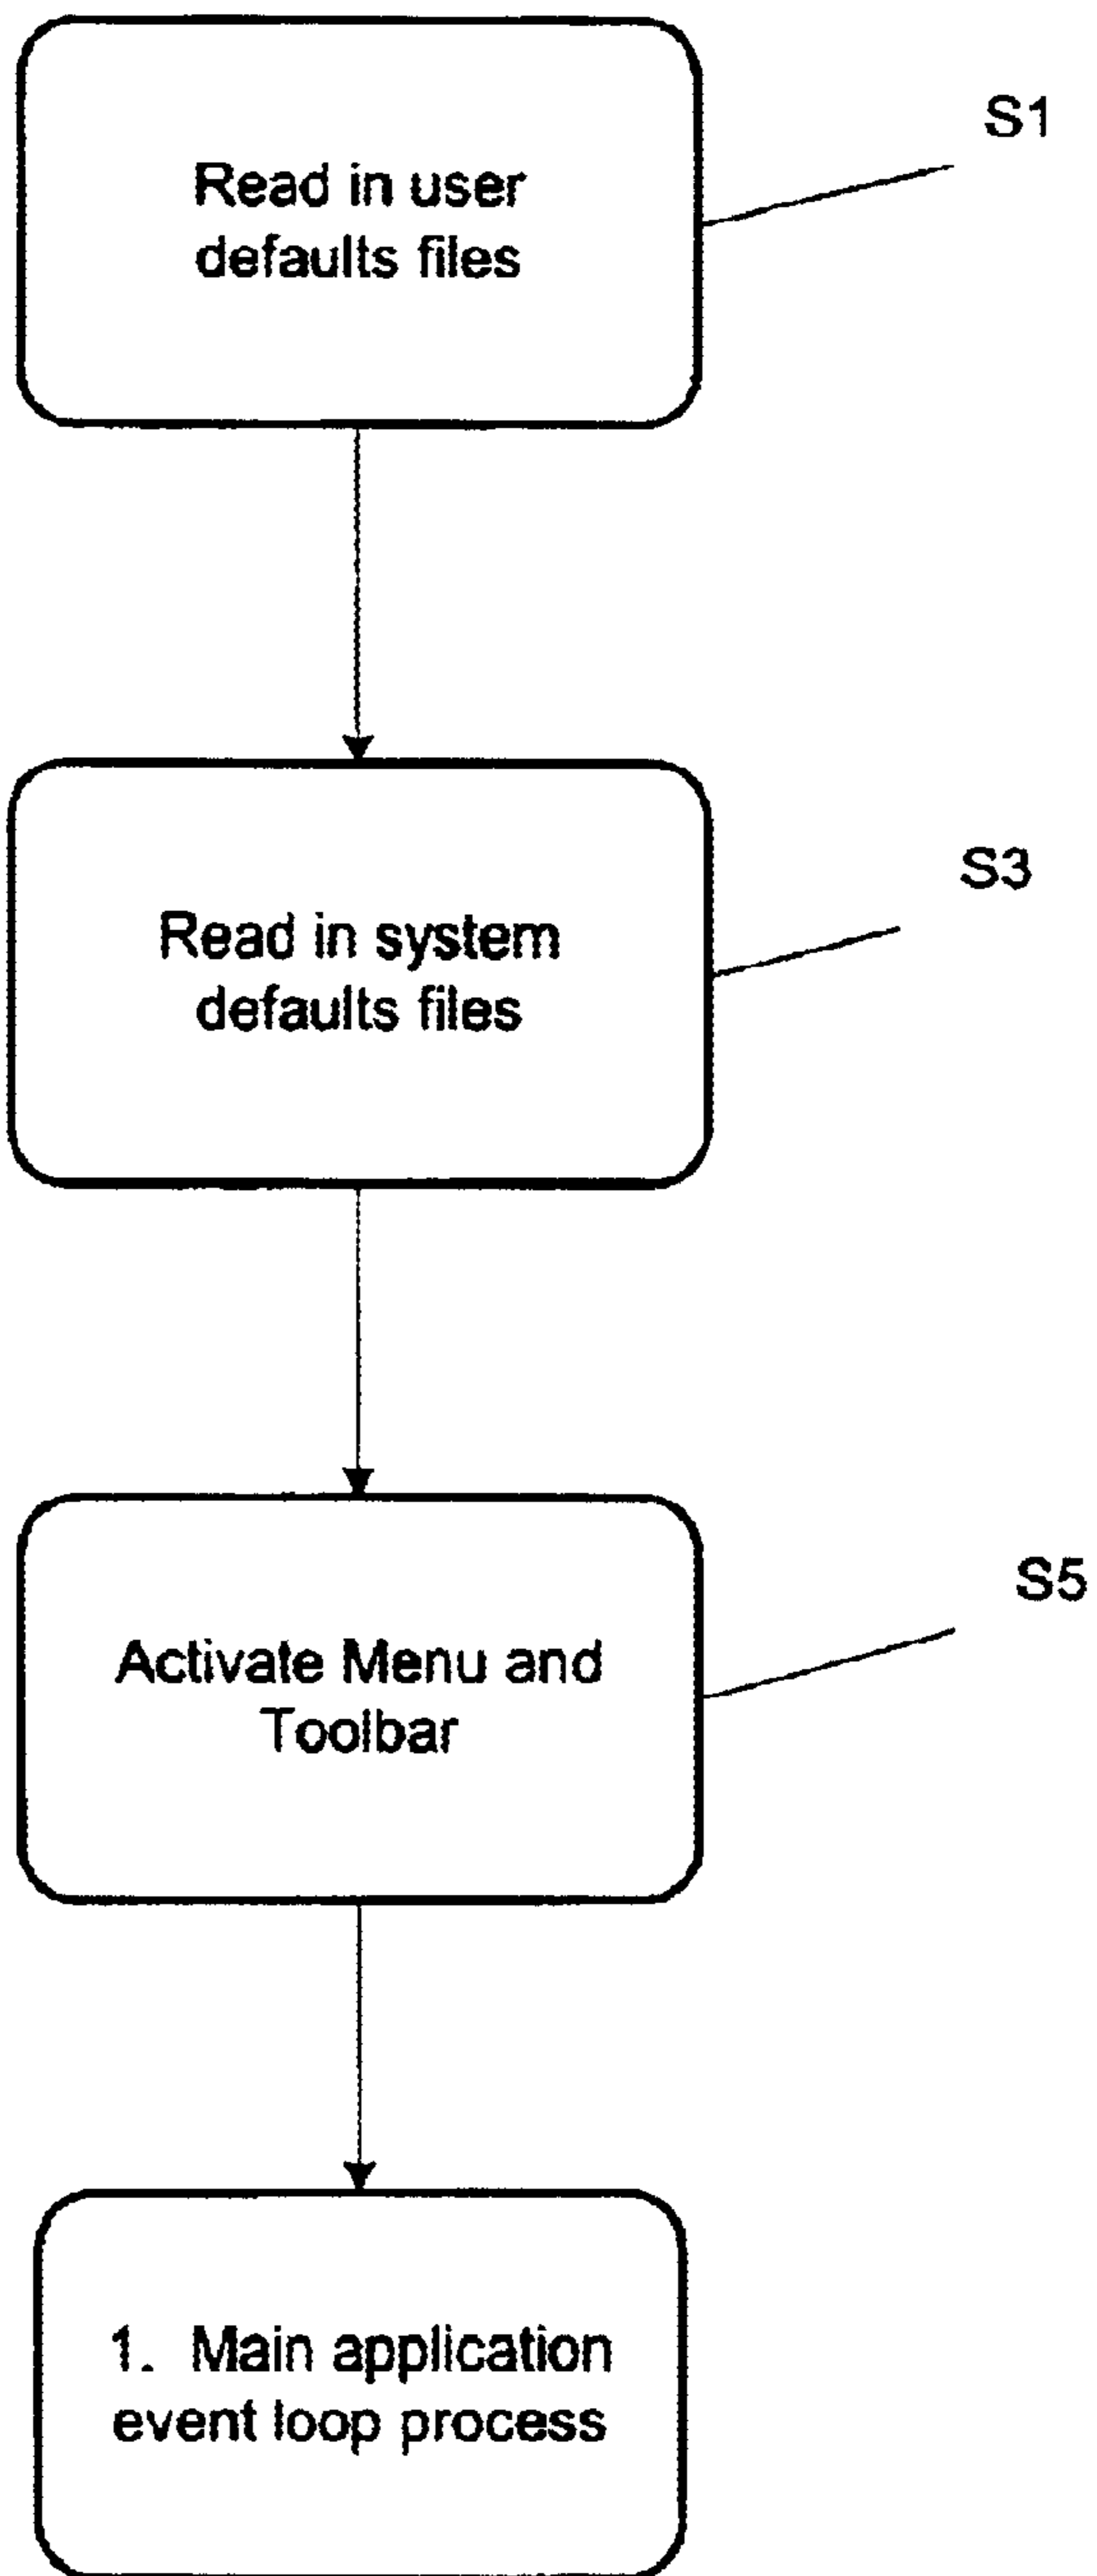 Read in user
defaults files
S1
Read in system
defaults files
S3
Activate Menu and
Toolbar
S5
1. Main application
event loop process